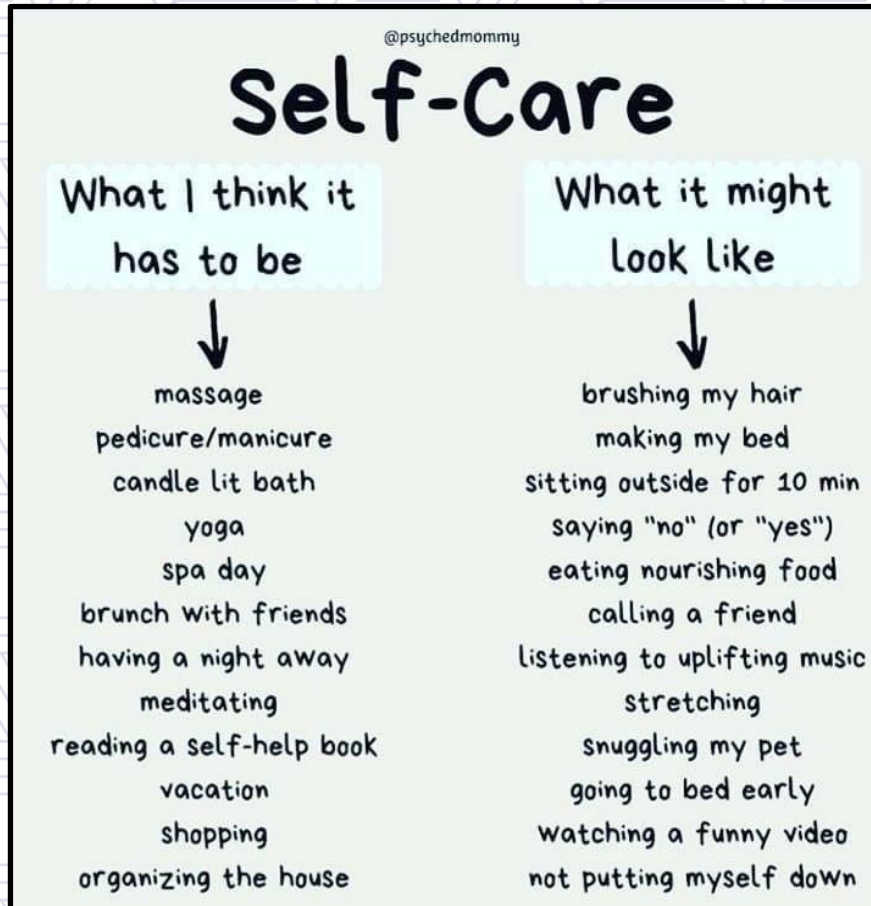 @psychedmommy
Self-Care
What I think it
has to be
massage
pedicure/manicure
candle lit bath
yoga
spa day
brunch with friends
having a night away
meditating
reading a self-help book
vacation
shopping
organizing the house
What it might
look like
brushing my hair
making my bed
sitting outside for 10 min
saying "no" (or "yes")
eating nourishing food
calling a friend
listening to uplifting music
stretching
snuggling my pet
going to bed early
watching a funny video
not putting myself down